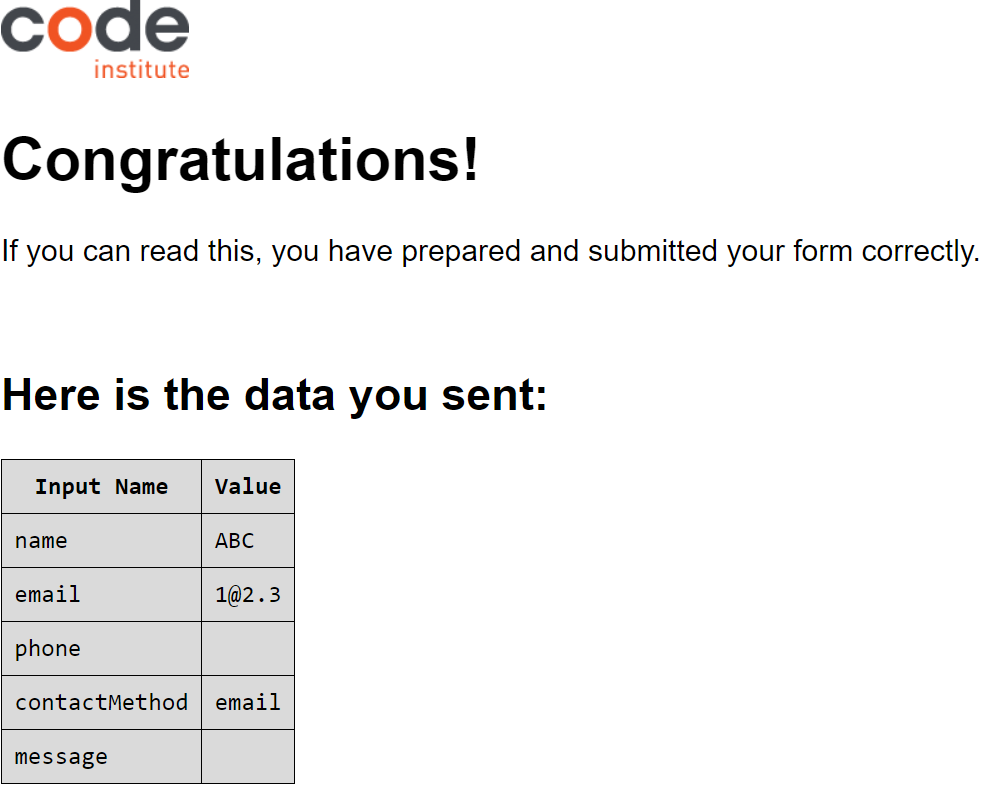 code
institute
Congratulations!
If you can read this, you have prepared and submitted your form correctly.
Here is the data you sent:
Input Name Value
name ABC
email 1@2.3
phone
contactMethod email
message